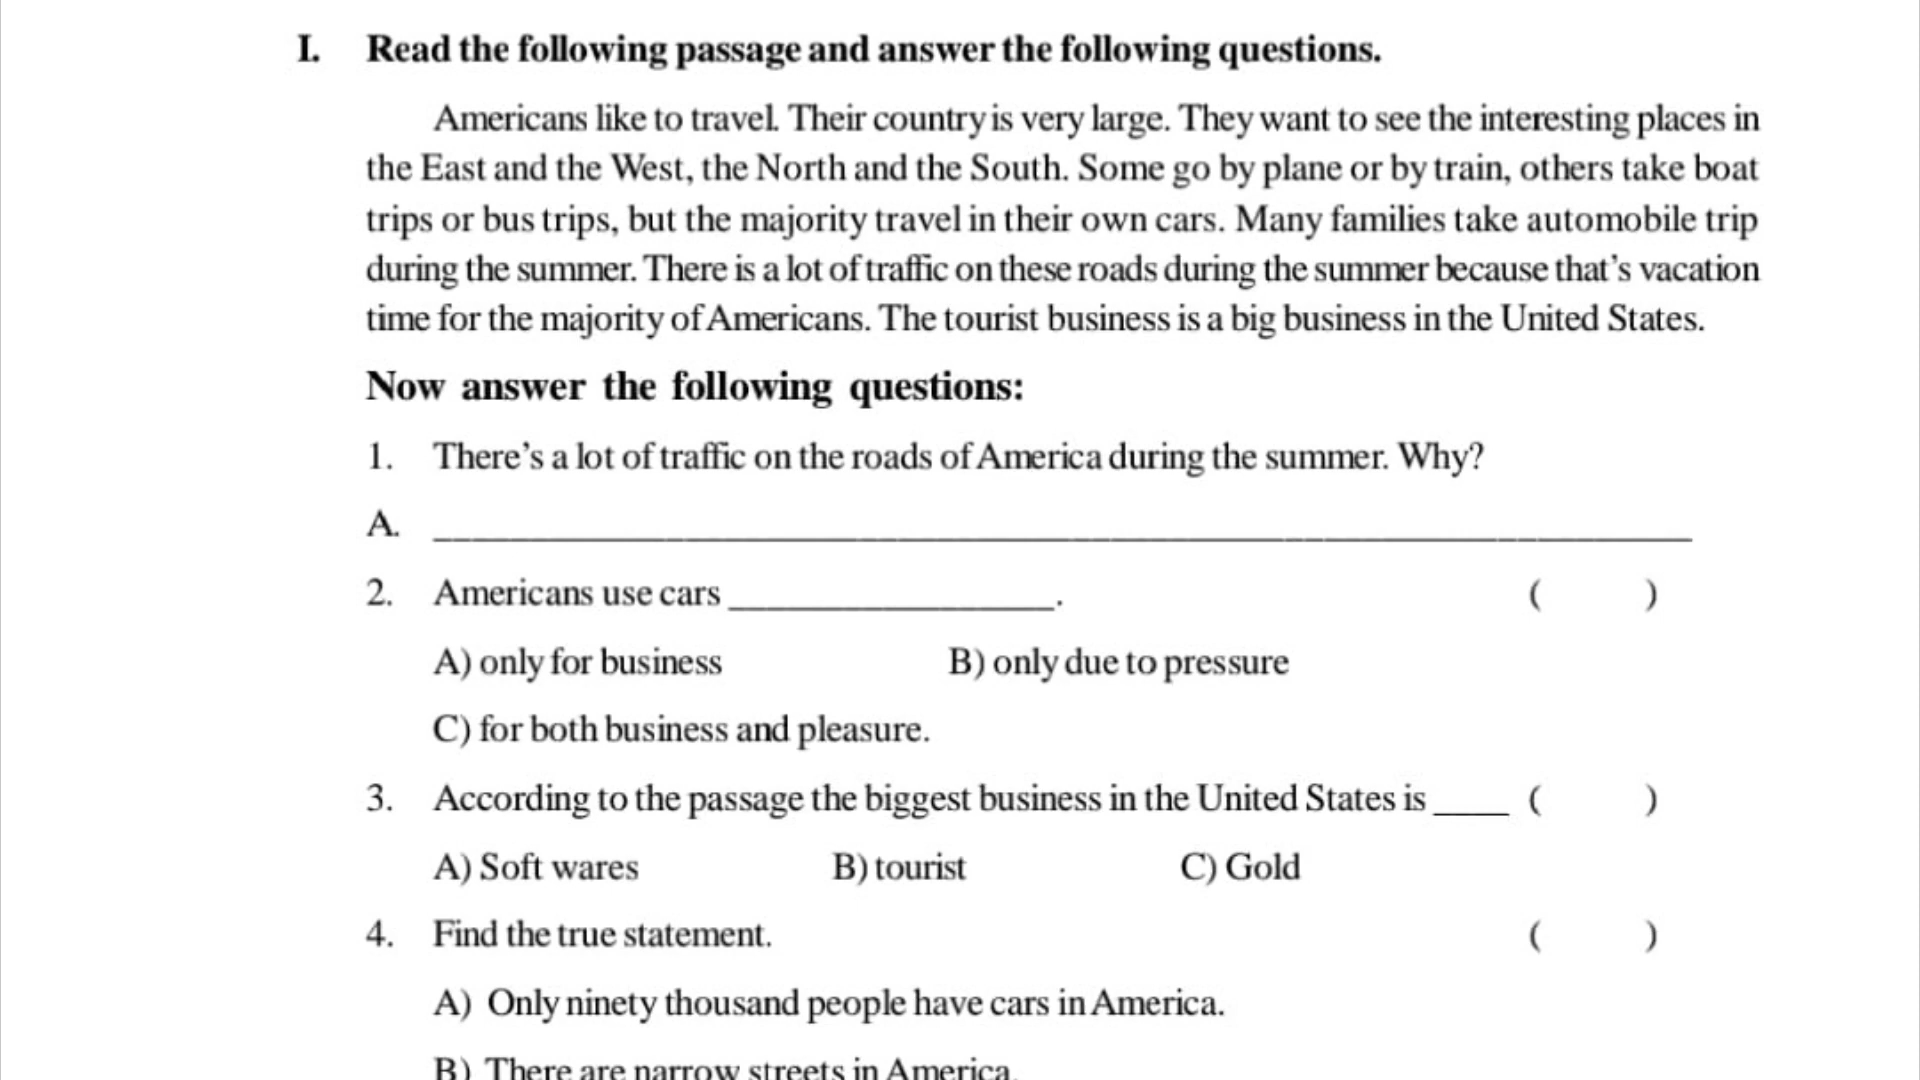 I. Read the following passage and answer the following questions.
Americans like to travel. Their country is very large. They want to see the interesting places in
the East and the West, the North and the South. Some go by plane or by train, others take boat
trips or bus trips, but the majority travel in their own cars. Many families take automobile trip
during the summer. There is a lot of traffic on these roads during the summer because that's vacation
time for the majority of Americans. The tourist business is a big business in the United States.
Now answer the following questions:
1. There's a lot of traffic on the roads of America during the summer. Why?
A. ____________________
2. Americans use cars ____________________. ( )
A) only for business B) only due to pressure
C) for both business and pleasure.
3. According to the passage the biggest business in the United States is ____ ( )
A) Soft wares B) tourist C) Gold
4. Find the true statement. ( )
A) Only ninety thousand people have cars in America.
B) There are narrow streets in America.